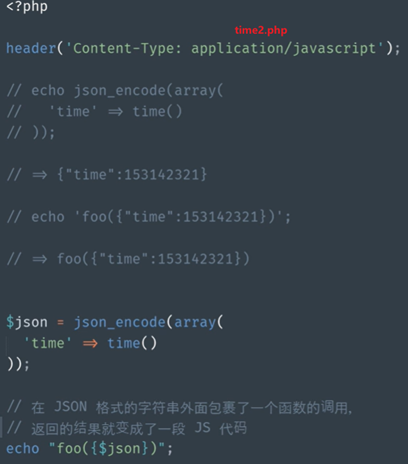 <?php
time2.php
header('Content-Type: application/javascript');
// echo json_encode(array(
//   'time' => time()
// ));
// => {"time":153142321}
// echo 'foo({"time":153142321})';
// => foo({"time":153142321})
$json = json_encode(array(
  'time' => time()
));
// 在 JSON 格式的字符串外面包裹了一个函数的调用，
// 返回的结果就变成了一段 JS 代码
echo "foo({$json})";